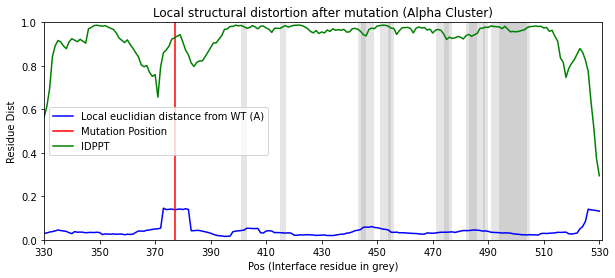 Local structural distortion after mutation (Alpha Cluster)
1.0
0.8
0.6
0.4
0.2
0.0
Residue Dist
Local euclidian distance from WT (A)
Mutation Position
lDPPT
330
350
370
390
410
430
450
470
490
510
530
Pos (Interface residue in grey)